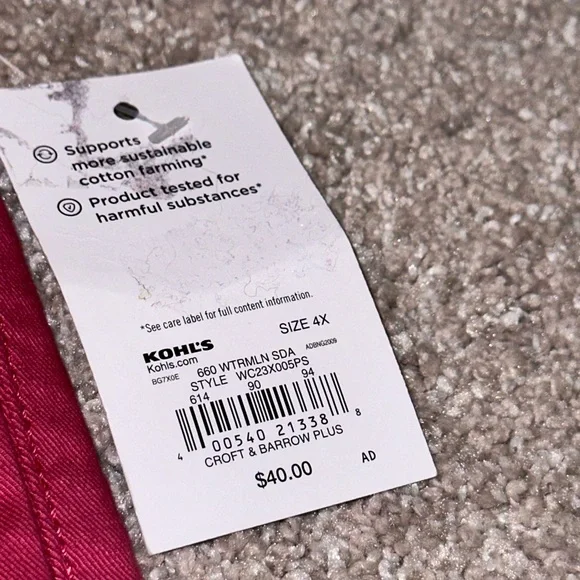 Supports
more sustainable
cotton farming*
Product tested for
harmful substances*
*See care label for full content information.
KOHL'S SIZE 4X
Kohls.com
BG7X0E 660 WTRMLN SDA ADBNG2009
STYLE WC23X005PS
614 90 94
4 00540 21338 8
CROFT & BARROW PLUS
$40.00 AD